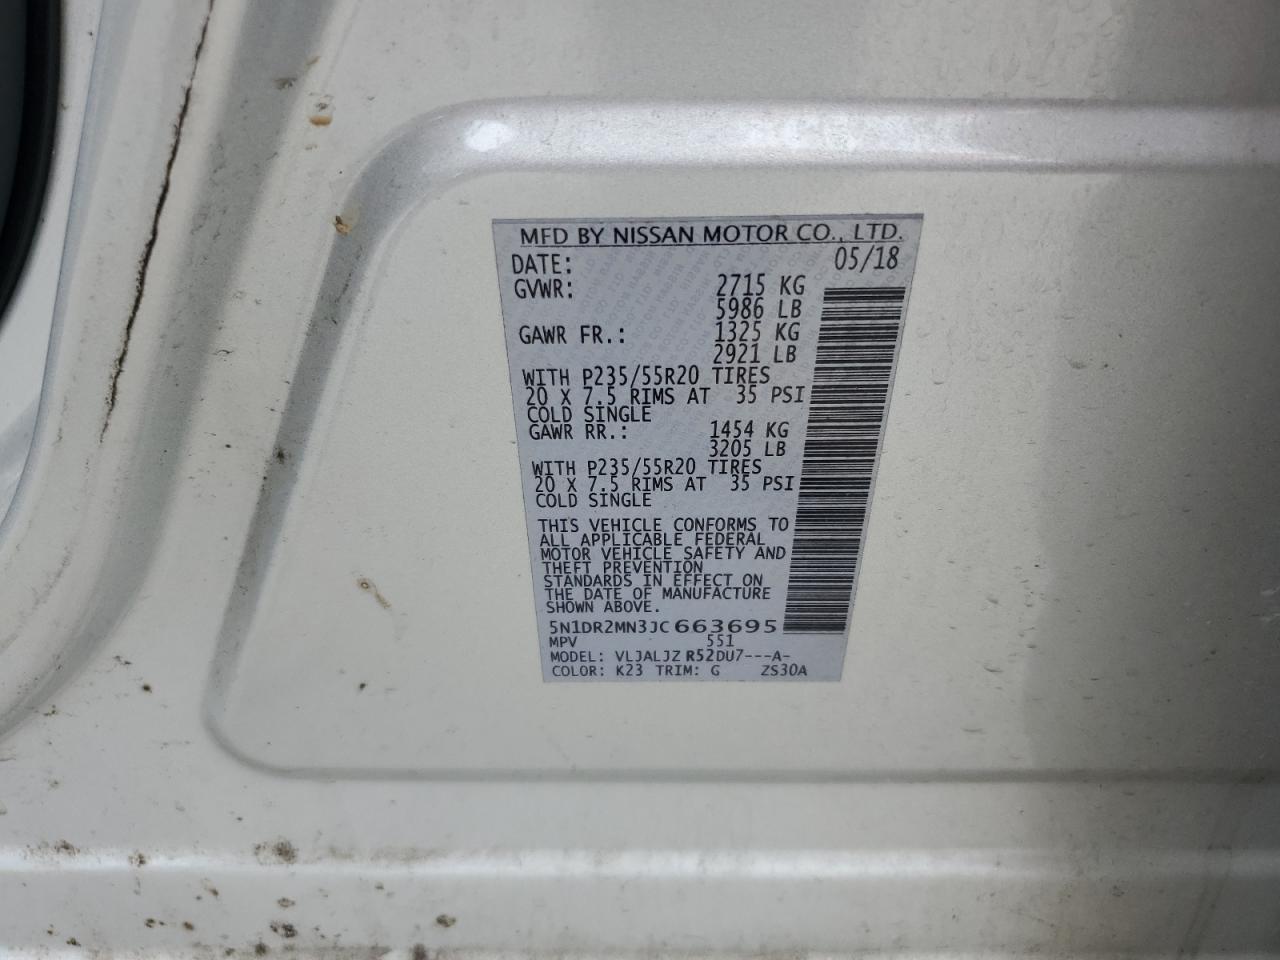 MFD BY NISSAN MOTOR CO., LTD.
DATE: 05/18
GVWR: 2715 KG
5986 LB
GAWR FR.: 1325 KG
2921 LB
WITH P235/55R20 TIRES
20 X 7.5 RIMS AT 35 PSI
COLD SINGLE
GAWR RR.: 1454 KG
3205 LB
WITH P235/55R20 TIRES
20 X 7.5 RIMS AT 35 PSI
COLD SINGLE
THIS VEHICLE CONFORMS TO
ALL APPLICABLE FEDERAL
MOTOR VEHICLE SAFETY AND
THEFT PREVENTION
STANDARDS IN EFFECT ON
THE DATE OF MANUFACTURE
SHOWN ABOVE.
5N1DR2MN3JC663695
MPV 551
MODEL: VLJALJZ R52DU7---A-
COLOR: K23 TRIM: G ZS30A